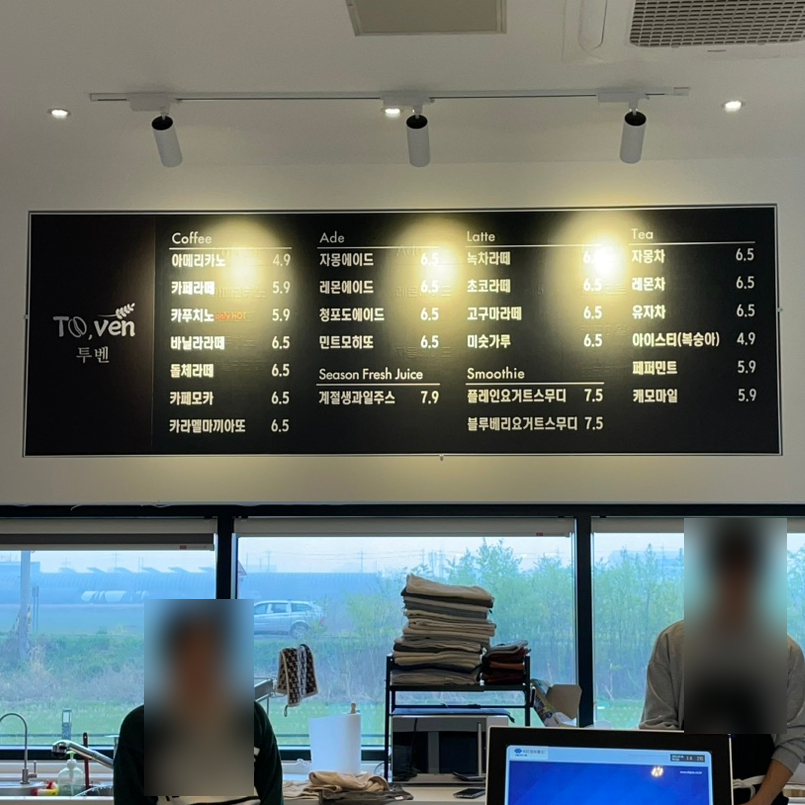 TO,ven
투벤
Coffee
아메리카노 4.9
카페라떼 5.9
카푸치노 only HOT 5.9
바닐라라떼 6.5
돌체라떼 6.5
카페모카 6.5
카라멜마끼아또 6.5
Ade
자몽에이드 6.5
레몬에이드 6.5
청포도에이드 6.5
민트모히또 6.5
Season Fresh Juice
계절생과일주스 7.9
Latte
녹차라떼 6.5
초코라떼 6.5
고구마라떼 6.5
미숫가루 6.5
Smoothie
플레인요거트스무디 7.5
블루베리요거트스무디 7.5
Tea
자몽차 6.5
레몬차 6.5
유자차 6.5
아이스티(복숭아) 4.9
페퍼민트 5.9
캐모마일 5.9